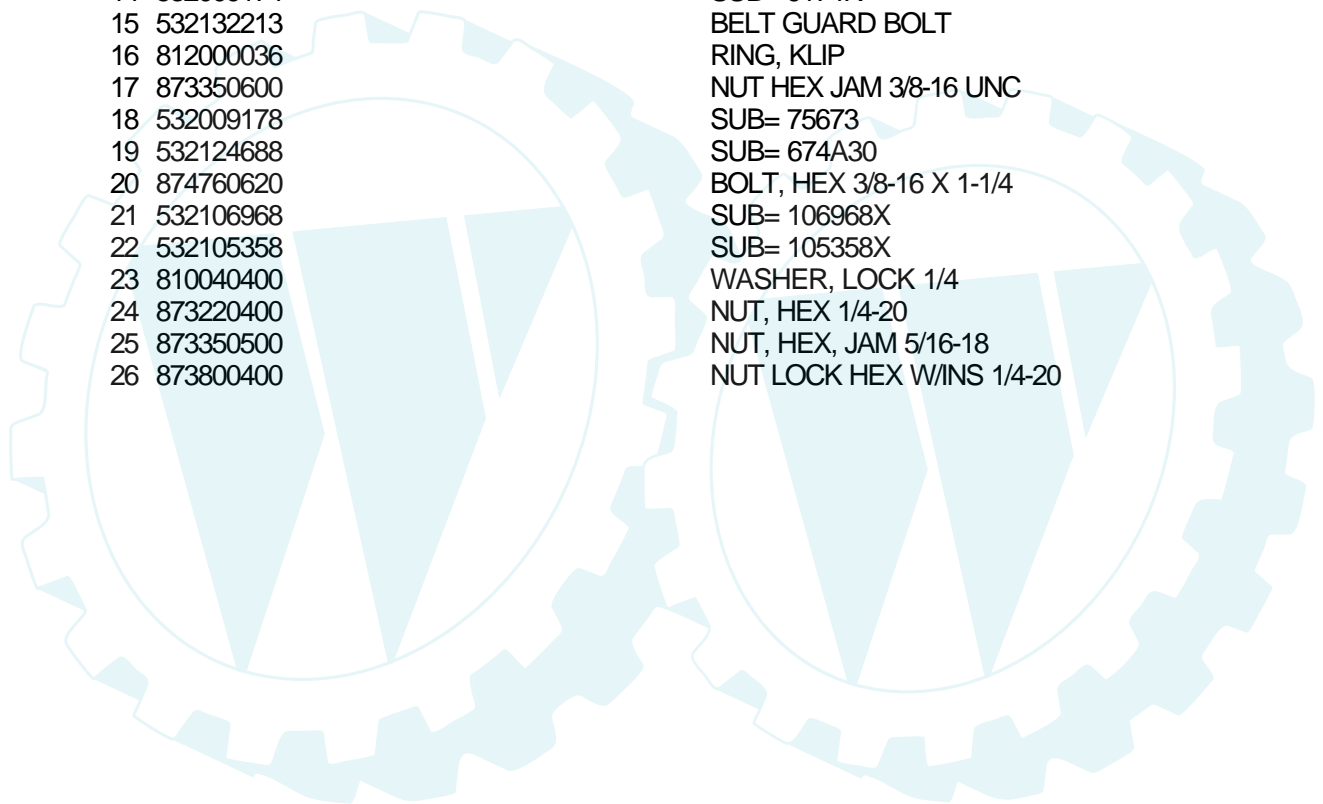 15 532132213 BELT GUARD BOLT
16 812000036 RING, KLIP
17 873350600 NUT HEX JAM 3/8-16 UNC
18 532009178 SUB= 75673
19 532124688 SUB= 674A30
20 874760620 BOLT, HEX 3/8-16 X 1-1/4
21 532106968 SUB= 106968X
22 532105358 SUB= 105358X
23 810040400 WASHER, LOCK 1/4
24 873220400 NUT, HEX 1/4-20
25 873350500 NUT, HEX, JAM 5/16-18
26 873800400 NUT LOCK HEX W/INS 1/4-20